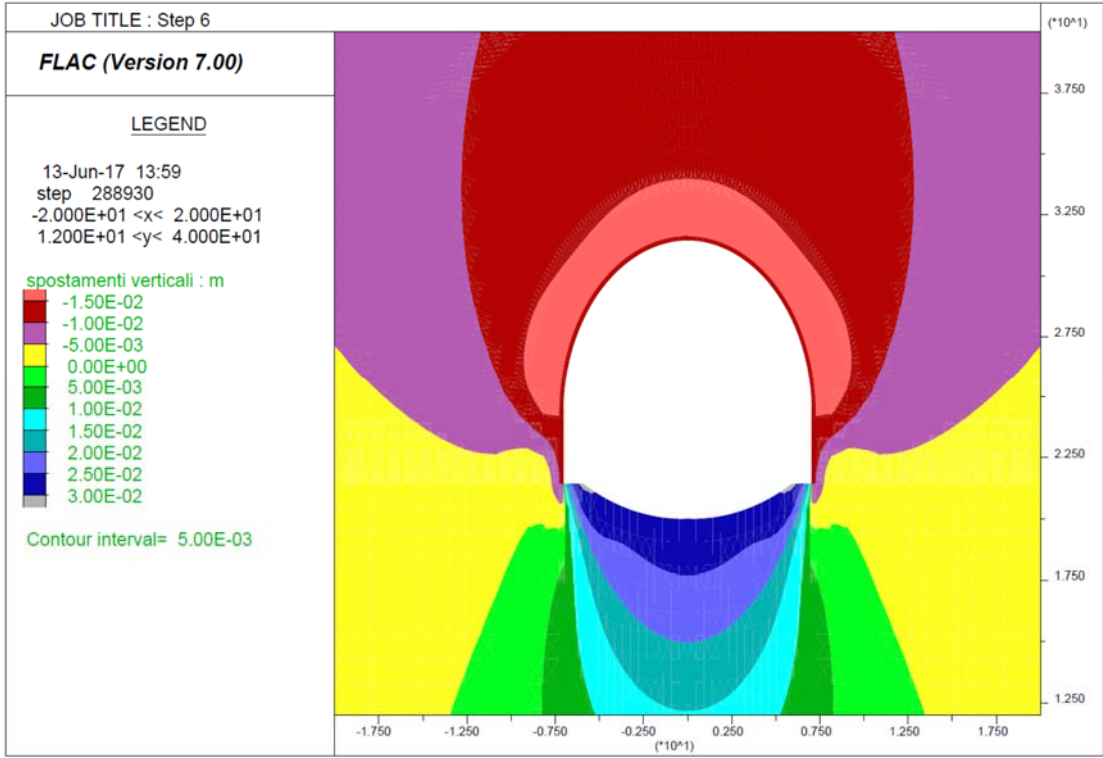 JOB TITLE : Step 6
(*10^1)
FLAC (Version 7.00)
LEGEND
13-Jun-17 13:59
step 288930
-2.000E+01 <x< 2.000E+01
1.200E+01 <y< 4.000E+01
spostamenti verticali : m
-1.50E-02
-1.00E-02
-5.00E-03
0.00E+00
5.00E-03
1.00E-02
1.50E-02
2.00E-02
2.50E-02
3.00E-02
Contour interval= 5.00E-03
3.750
3.250
2.750
2.250
1.750
1.250
-1.750 -1.250 -0.750 -0.250 0.250 0.750 1.250 1.750
(*10^1)